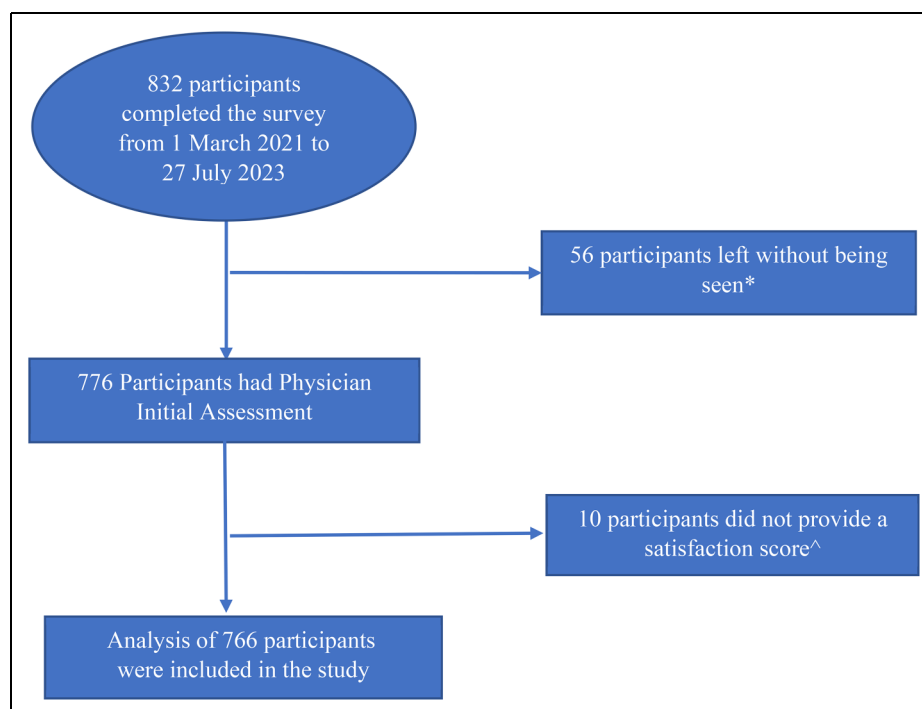 832 participants
completed the survey
from 1 March 2021 to
27 July 2023
56 participants left without being
seen*
776 Participants had Physician
Initial Assessment
10 participants did not provide a
satisfaction score^
Analysis of 766 participants
were included in the study